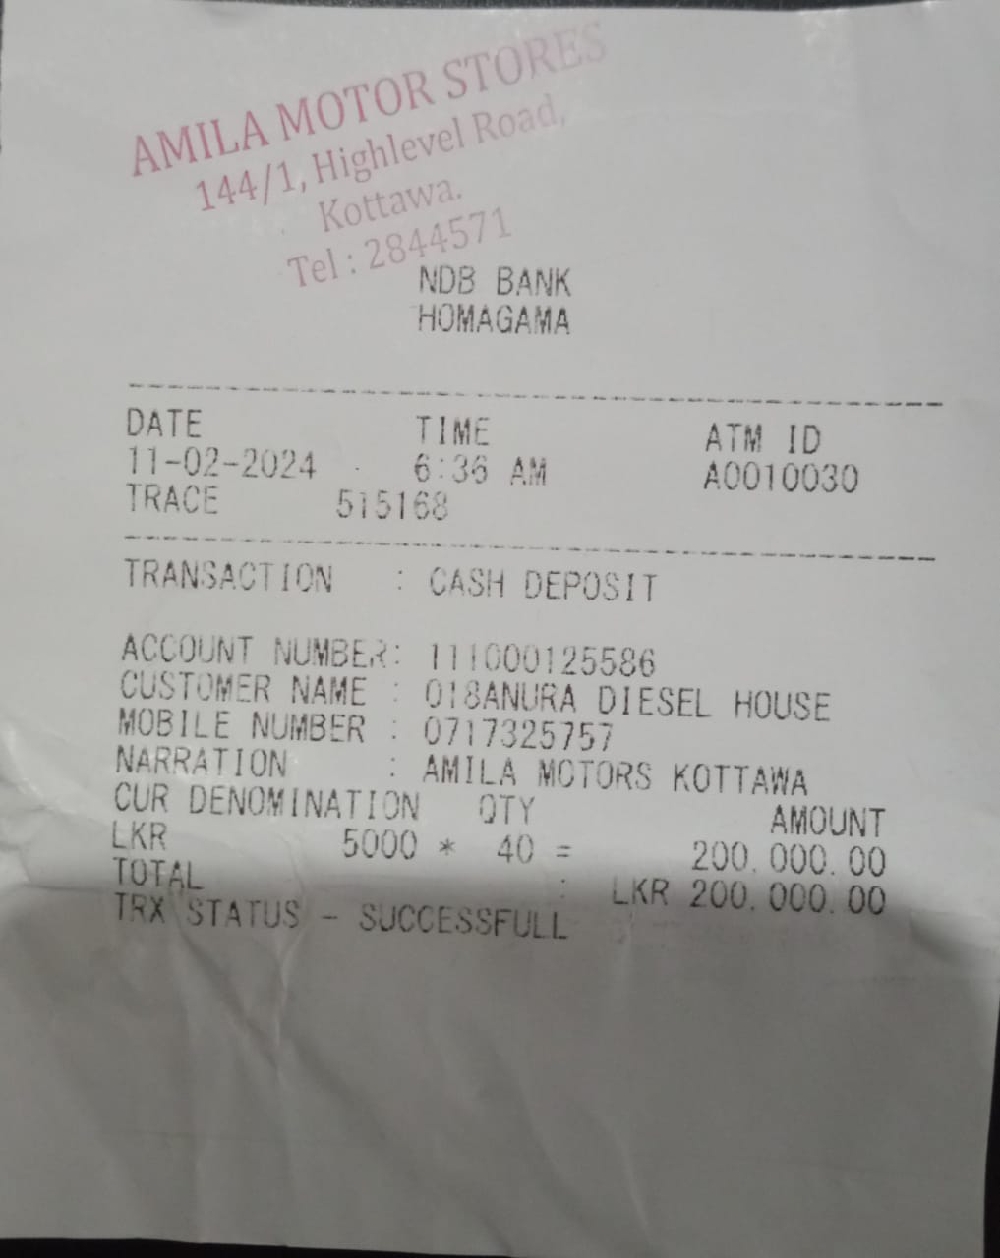 AMILA MOTOR STORES
144/1, Highlevel Road,
Kottawa.
Tel : 2844571
NDB BANK
HOMAGAMA
DATE TIME ATM ID
11-02-2024 6:36 AM A0010030
TRACE 515168
TRANSACTION : CASH DEPOSIT
ACCOUNT NUMBER: 111000125586
CUSTOMER NAME : 018ANURA DIESEL HOUSE
MOBILE NUMBER : 0717325757
NARRATION : AMILA MOTORS KOTTAWA
CUR DENOMINATION QTY AMOUNT
LKR 5000 * 40 = 200,000.00
TOTAL : LKR 200,000.00
TRX STATUS - SUCCESSFULL